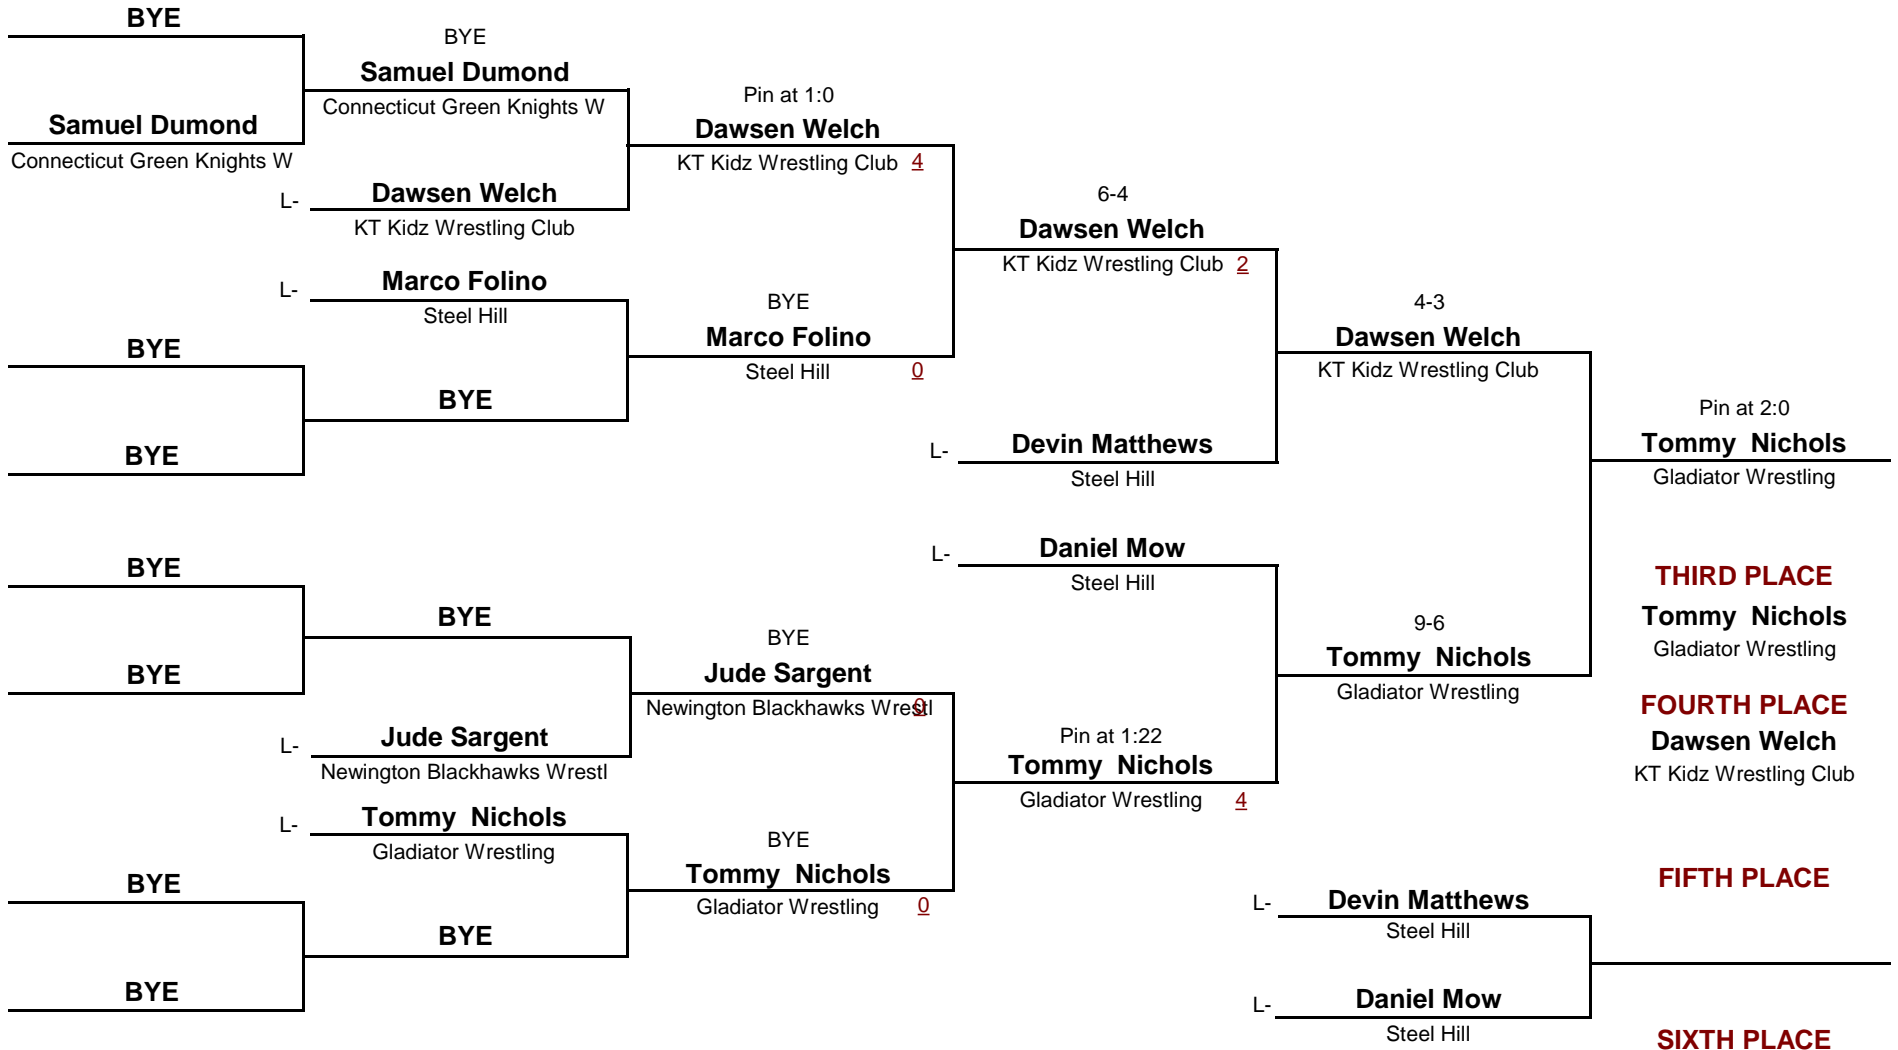 BYE
Samuel Dumond
Connecticut Green Knights W
BYE
BYE
BYE
BYE
BYE
BYE
BYE
Samuel Dumond
Connecticut Green Knights W
L-
Dawsen Welch
KT Kidz Wrestling Club
L-
Marco Folino
Steel Hill
BYE
BYE
L-
Jude Sargent
Newington Blackhawks Wrestl
L-
Tommy  Nichols
Gladiator Wrestling
BYE
Pin at 1:0
Dawsen Welch
KT Kidz Wrestling Club 4
BYE
Marco Folino
Steel Hill 0
BYE
Jude Sargent
Newington Blackhawks Wrestl 0
BYE
Tommy  Nichols
Gladiator Wrestling 0
6-4
Dawsen Welch
KT Kidz Wrestling Club 2
L-
Devin Matthews
Steel Hill
L-
Daniel Mow
Steel Hill
Pin at 1:22
Tommy  Nichols
Gladiator Wrestling 4
4-3
Dawsen Welch
KT Kidz Wrestling Club
9-6
Tommy  Nichols
Gladiator Wrestling
L-
Devin Matthews
Steel Hill
L-
Daniel Mow
Steel Hill
Pin at 2:0
Tommy  Nichols
Gladiator Wrestling
THIRD PLACE
Tommy  Nichols
Gladiator Wrestling
FOURTH PLACE
Dawsen Welch
KT Kidz Wrestling Club
FIFTH PLACE
SIXTH PLACE